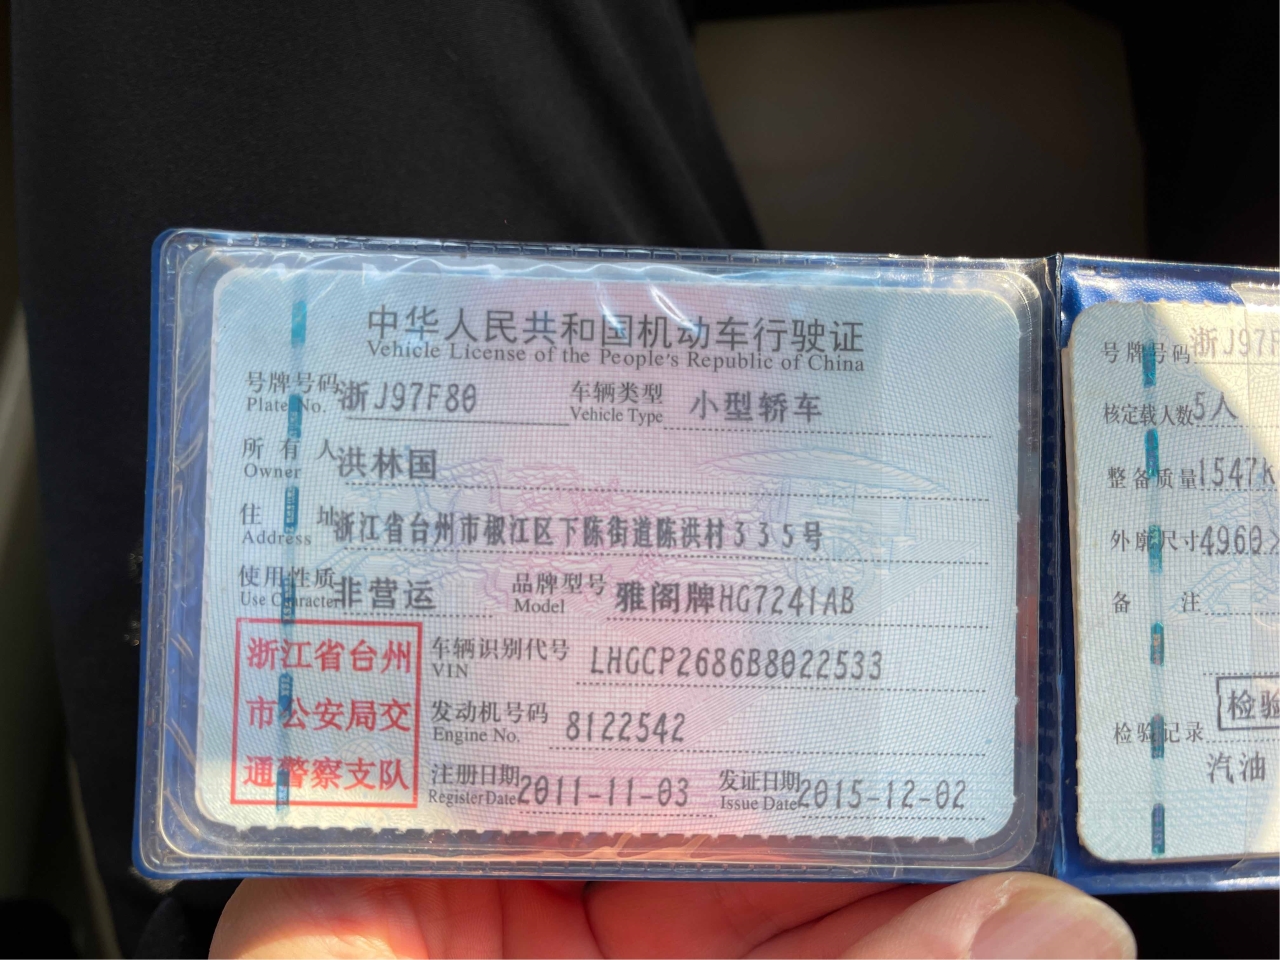 中华人民共和国机动车行驶证
Vehicle License of the People's Republic of China
号牌号码 浙J97F80 车辆类型 小型轿车
Plate No. Vehicle Type
所有人 洪林国
Owner
住址 浙江省台州市椒江区下陈街道陈洪村335号
Address
使用性质 非营运 品牌型号 雅阁牌HG7241AB
Use Character Model
浙江省台州
市公安局交
通警察支队
车辆识别代号 LHGCP2686B8022533
VIN
发动机号码 8122542
Engine No.
注册日期 2011-11-03 发证日期 2015-12-02
Register Date Issue Date
号牌号码 浙J97F
核定载人数 5人
整备质量 1547k
外廓尺寸 4960×
备注
检验
检验记录
汽油